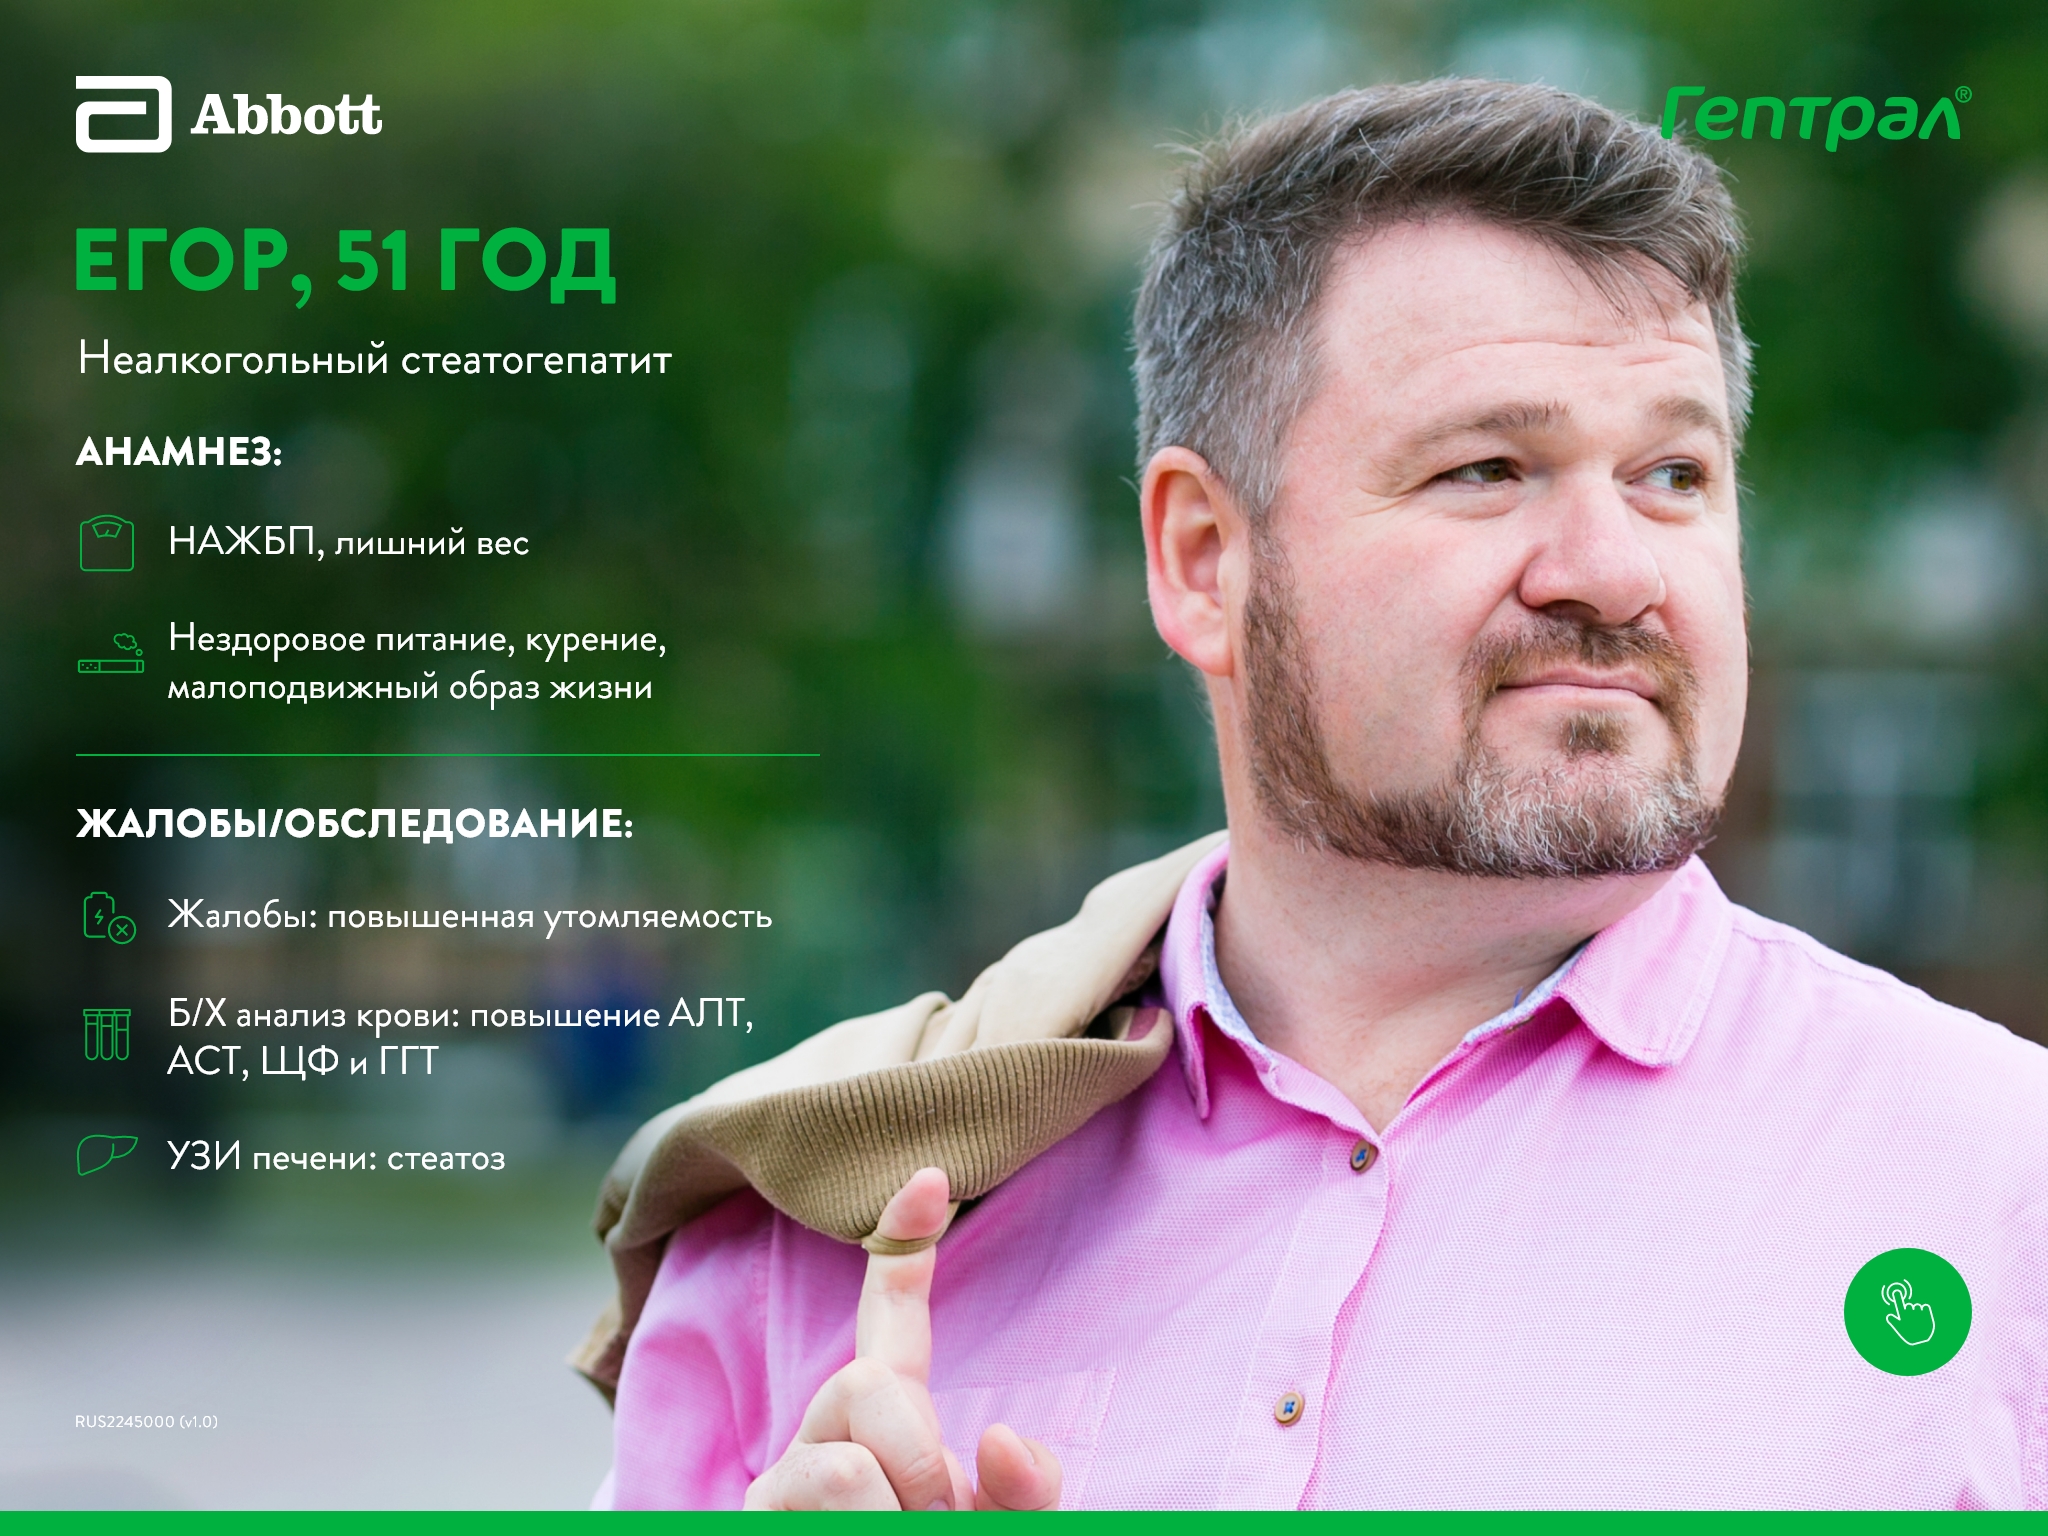 Abbott
Гептрал®
ЕГОР, 51 ГОД
Неалкогольный стеатогепатит
АНАМНЕЗ:
НАЖБП, лишний вес
Нездоровое питание, курение,
малоподвижный образ жизни
ЖАЛОБЫ/ОБСЛЕДОВАНИЕ:
Жалобы: повышенная утомляемость
Б/Х анализ крови: повышение АЛТ,
АСТ, ЩФ и ГГТ
УЗИ печени: стеатоз
RUS2245000 (v1.0)